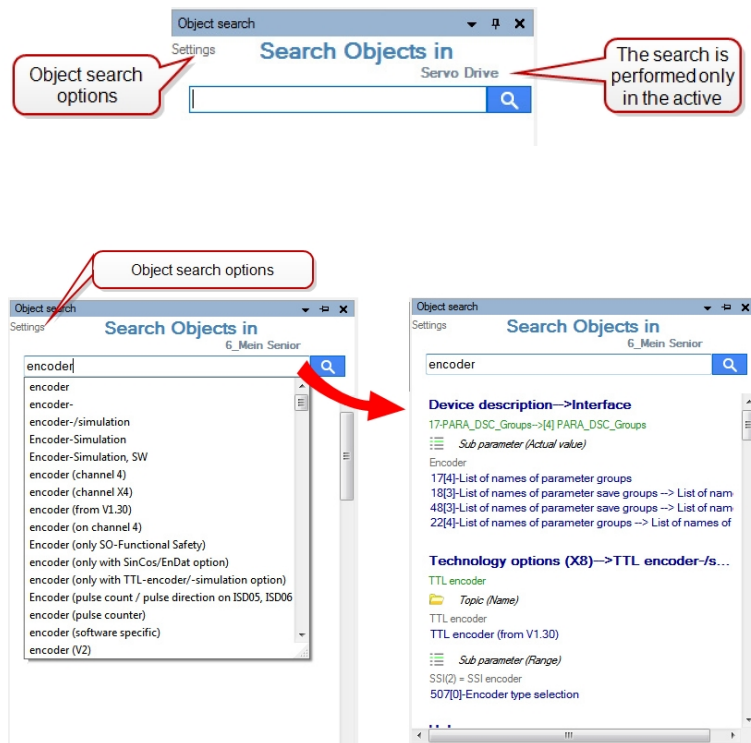 Object search
Settings
Search Objects in
Servo Drive
Object search
options
The search is
performed only
in the active
Object search options
Object search
Settings
Search Objects in
6_Mein Senior
encoder
encoder
encoder-
encoder-/simulation
Encoder-Simulation
Encoder-Simulation, SW
encoder (channel 4)
encoder (channel X4)
encoder (from V1.30)
encoder (on channel 4)
Encoder (only SO-Functional Safety)
encoder (only with SinCos/EnDat option)
encoder (only with TTL-encoder/-simulation option)
Encoder (pulse count / pulse direction on ISD05, ISD06
encoder (pulse counter)
encoder (software specific)
encoder (V2)
Object search
Settings
Search Objects in
6_Mein Senior
encoder
Device description-->Interface
17-PARA_DSC_Groups-->[4] PARA_DSC_Groups
Sub parameter (Actual value)
Encoder
17[4]-List of names of parameter groups
18[3]-List of names of parameter save groups --> List of nam
48[3]-List of names of parameter save groups --> List of nam
22[4]-List of names of parameter groups --> List of names of
Technology options (X8)-->TTL encoder-/s...
TTL encoder
Topic (Name)
TTL encoder
TTL encoder (from V1.30)
Sub parameter (Range)
SSI(2) = SSI encoder
507[0]-Encoder type selection